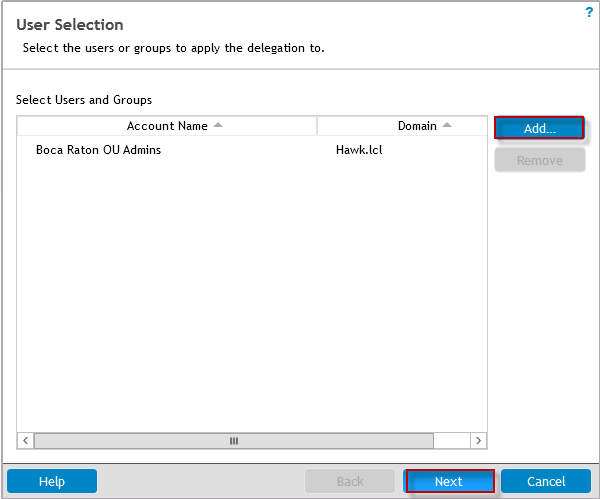 User Selection
?
Select the users or groups to apply the delegation to.
Select Users and Groups
Account Name Domain
Add...
Boca Raton OU Admins Hawk.lcl
Remove
Help Back Next Cancel